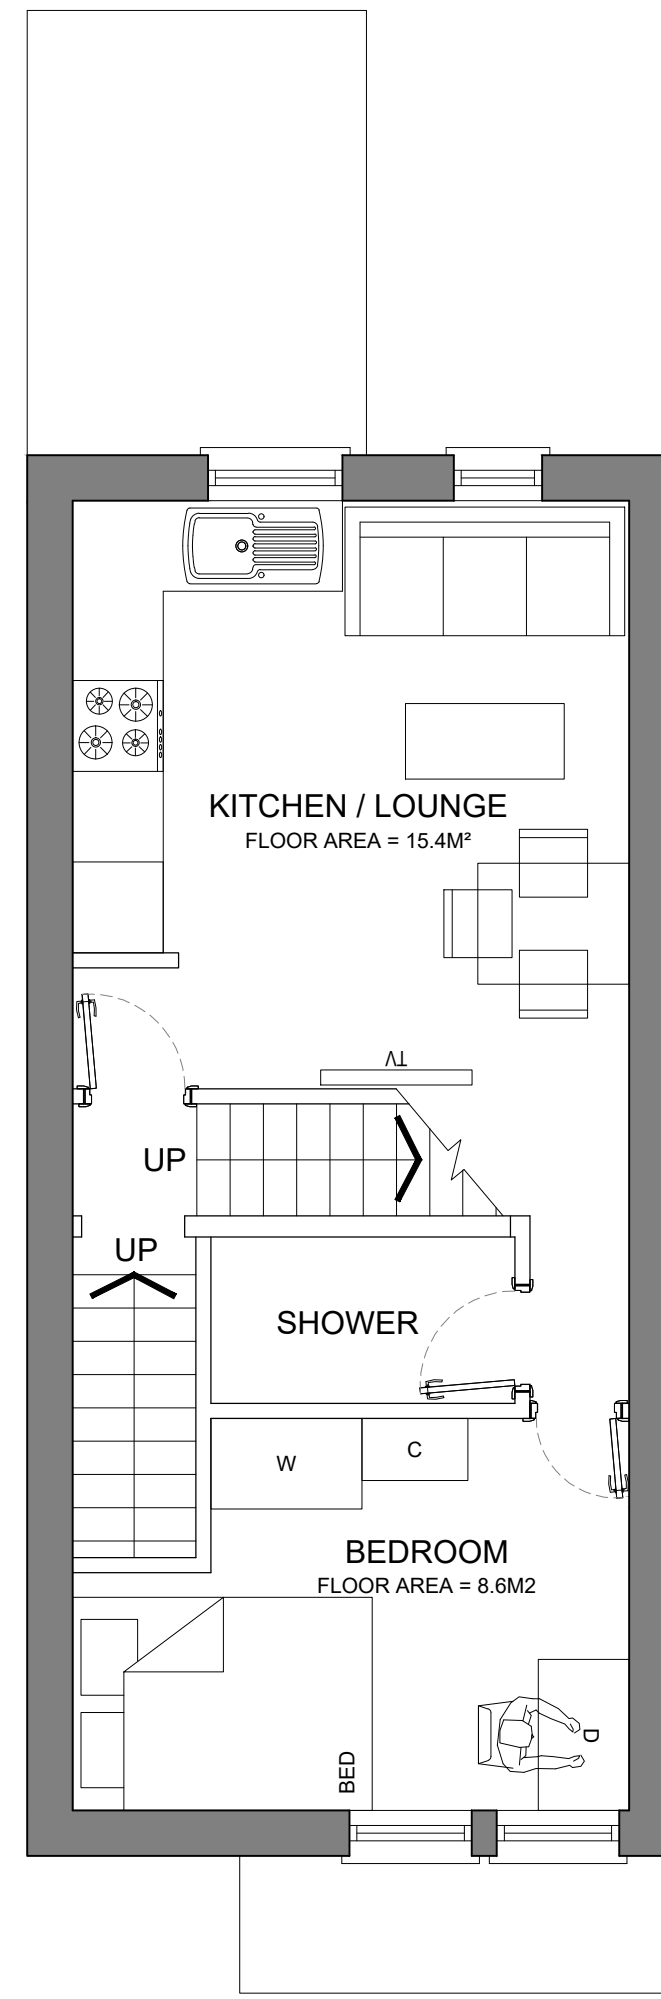 KITCHEN / LOUNGE
FLOOR AREA = 15.4M²
TV
UP
UP
SHOWER
W
C
BEDROOM
FLOOR AREA = 8.6M2
D
BED